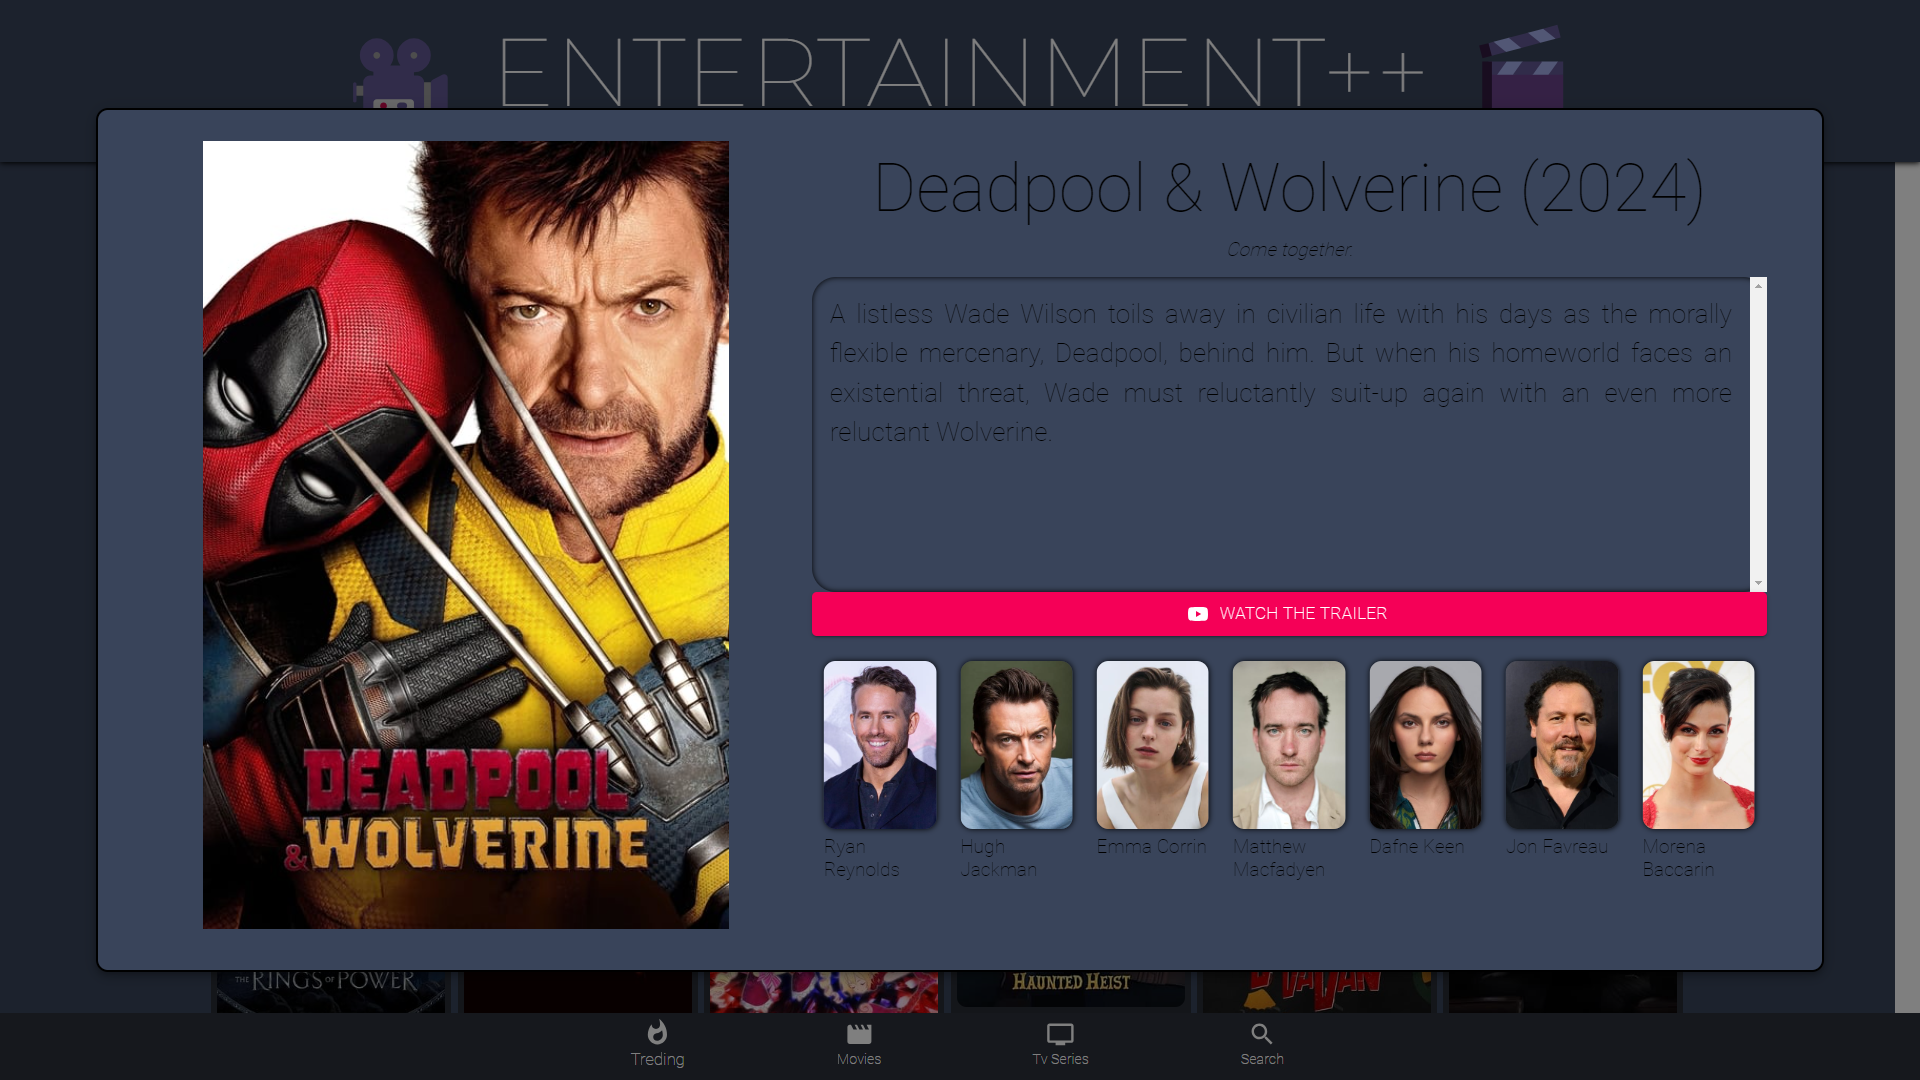 ENTERTAINMENT++
Deadpool & Wolverine (2024)
Come together.
A listless Wade Wilson toils away in civilian life with his days as the morally
flexible mercenary, Deadpool, behind him. But when his homeworld faces an
existential threat, Wade must reluctantly suit-up again with an even more
reluctant Wolverine.
WATCH THE TRAILER
DEADPOOL
&WOLVERINE
Ryan
Reynolds
Hugh
Jackman
Emma Corrin
Matthew
Macfadyen
Dafne Keen
Jon Favreau
Morena
Baccarin
THE RINGS OF POWER
HAUNTED HEIST
Treding
Movies
Tv Series
Search